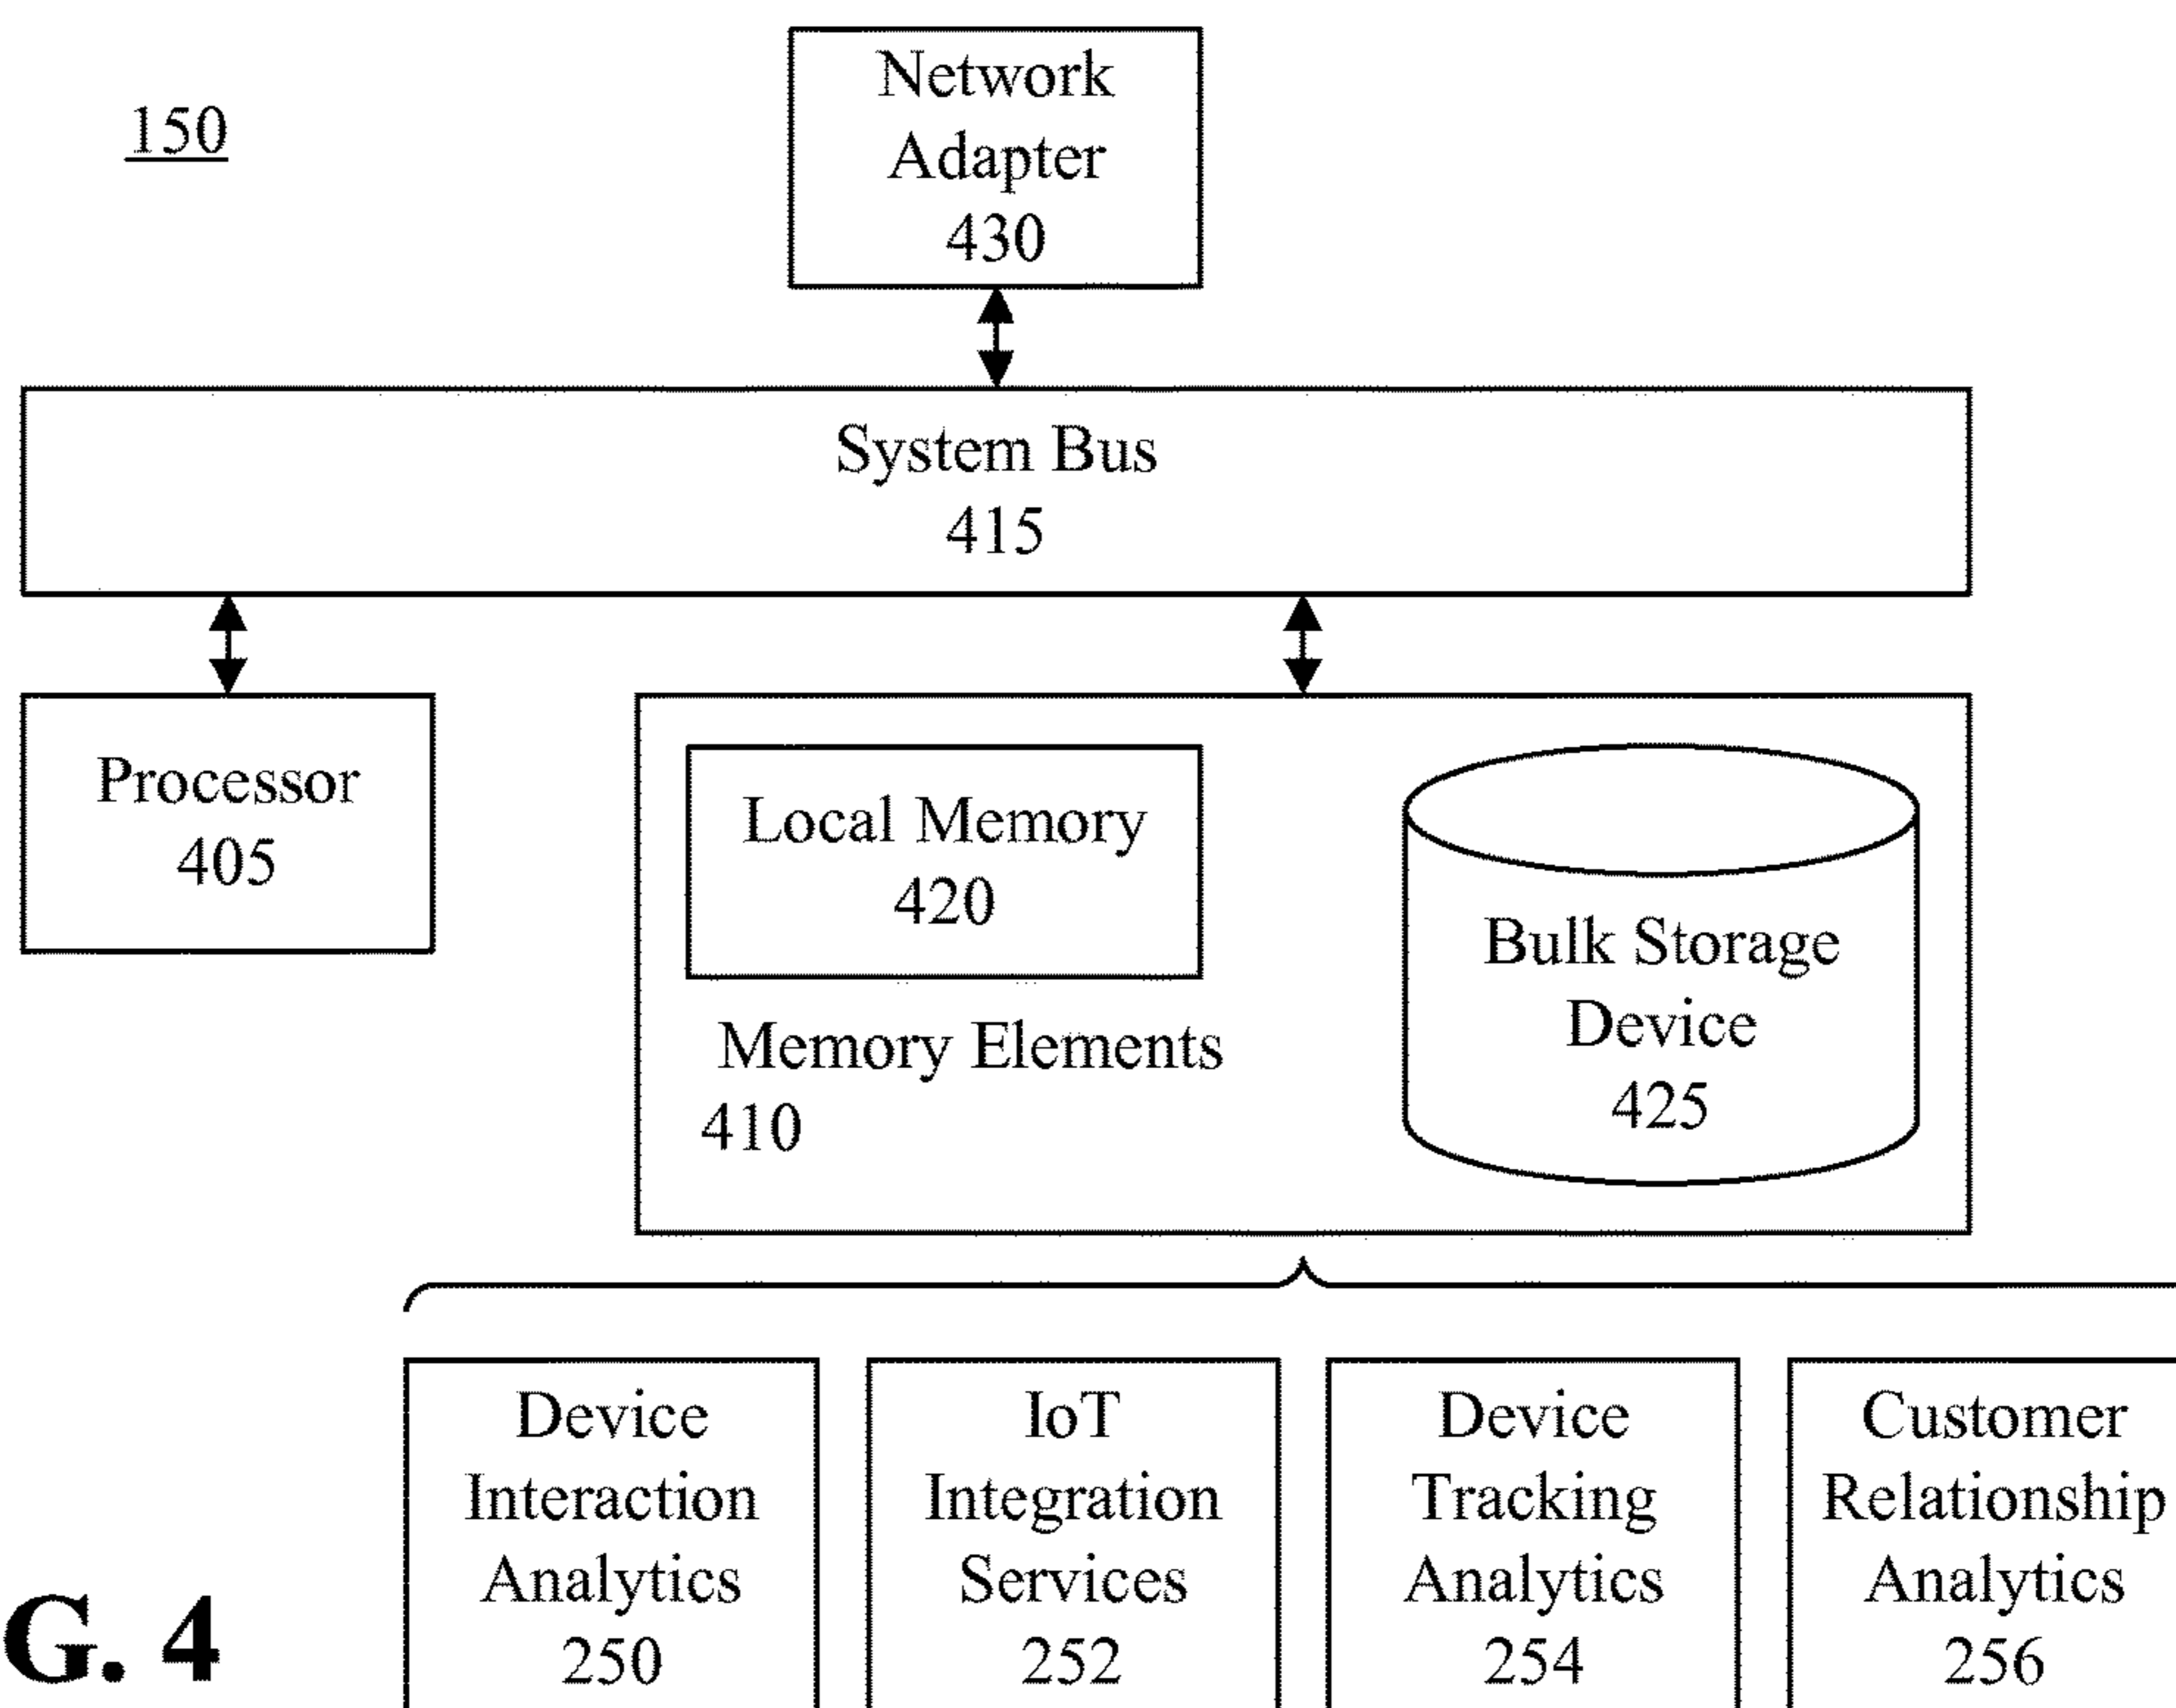 150
Network
Adapter
430
System Bus
415
Processor
405
Local Memory
420
Memory Elements
410
Bulk Storage
Device
425
Device
Interaction
Analytics
250
IoT
Integration
Services
252
Device
Tracking
Analytics
254
Customer
Relationship
Analytics
256
G. 4